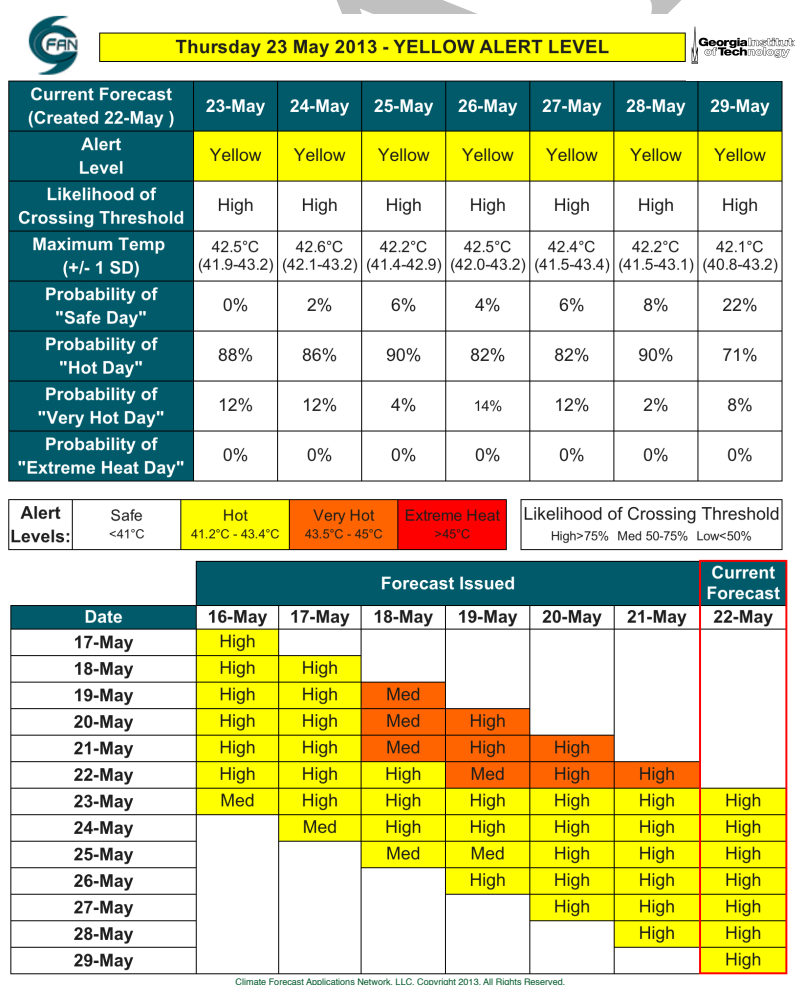 FAN
Thursday 23 May 2013 - YELLOW ALERT LEVEL
Georgia Institute
of Technology
Current Forecast
(Created 22-May ) 23-May 24-May 25-May 26-May 27-May 28-May 29-May
Alert
Level Yellow Yellow Yellow Yellow Yellow Yellow Yellow
Likelihood of
Crossing Threshold High High High High High High High
Maximum Temp 42.5°C 42.6°C 42.2°C 42.5°C 42.4°C 42.2°C 42.1°C
(+/- 1 SD) (41.9-43.2) (42.1-43.2) (41.4-42.9) (42.0-43.2) (41.5-43.4) (41.5-43.1) (40.8-43.2)
Probability of
"Safe Day" 0% 2% 6% 4% 6% 8% 22%
Probability of
"Hot Day" 88% 86% 90% 82% 82% 90% 71%
Probability of
"Very Hot Day" 12% 12% 4% 14% 12% 2% 8%
Probability of
"Extreme Heat Day" 0% 0% 0% 0% 0% 0% 0%
Alert Safe Hot Very Hot Extreme Heat
Levels: <41°C 41.2°C - 43.4°C 43.5°C - 45°C >45°C
Likelihood of Crossing Threshold
High>75% Med 50-75% Low<50%
Forecast Issued Current
Forecast
Date 16-May 17-May 18-May 19-May 20-May 21-May 22-May
17-May High
18-May High High
19-May High High Med
20-May High High Med High
21-May High High Med High High
22-May High High High Med High High
23-May Med High High High High High High
24-May Med High High High High High
25-May Med Med High High High
26-May High High High High
27-May High High High
28-May High High
29-May High
Climate Forecast Applications Network, LLC. Copyright 2013. All Rights Reserved.